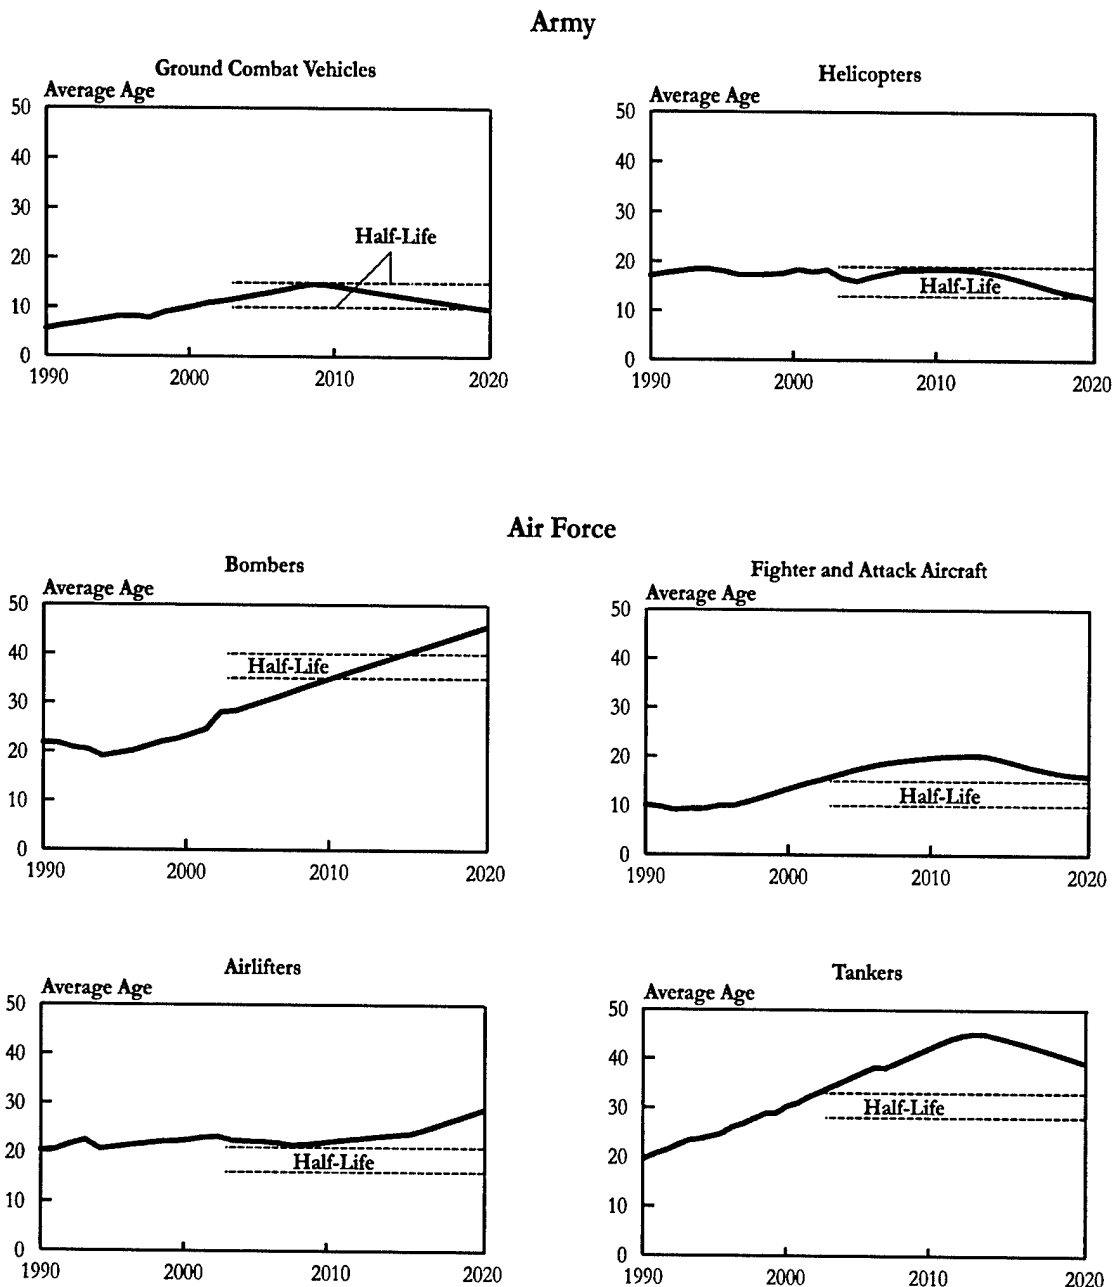 Army
Ground Combat Vehicles
Average Age
50
40
30
20
10
0
Half-Life
1990 2000 2010 2020
Helicopters
Average Age
50
40
30
20
10
0
Half-Life
1990 2000 2010 2020
Air Force
Bombers
Average Age
50
40
30
20
10
0
Half-Life
1990 2000 2010 2020
Fighter and Attack Aircraft
Average Age
50
40
30
20
10
0
Half-Life
1990 2000 2010 2020
Airlifters
Average Age
50
40
30
20
10
0
Half-Life
1990 2000 2010 2020
Tankers
Average Age
50
40
30
20
10
0
Half-Life
1990 2000 2010 2020